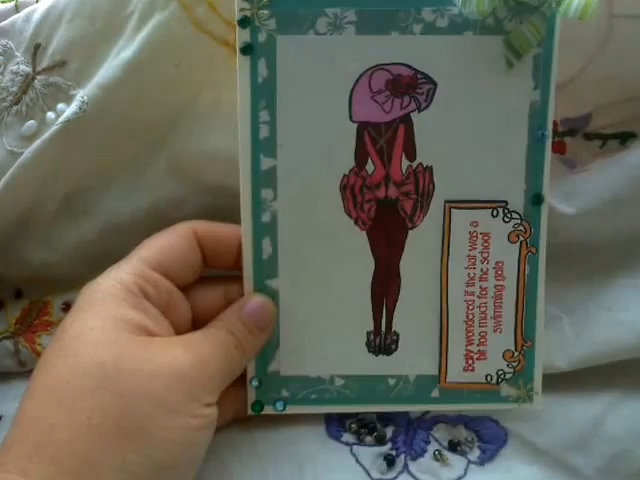 Betty wondered if the hat was a
bit too much for the school
swimming gala